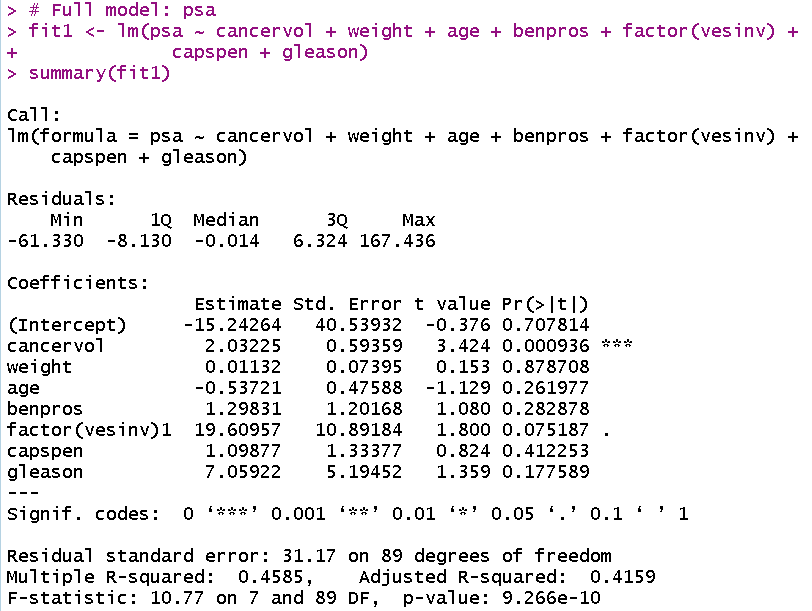 > # Full model: psa
> fit1 <- lm(psa ~ cancervol + weight + age + benpros + factor(vesinv) +
+              capspen + gleason)
> summary(fit1)

Call:
lm(formula = psa ~ cancervol + weight + age + benpros + factor(vesinv) +
    capspen + gleason)

Residuals:
    Min      1Q  Median      3Q     Max
-61.330  -8.130  -0.014   6.324 167.436

Coefficients:
                 Estimate Std. Error t value Pr(>|t|)
(Intercept)     -15.24264   40.53932  -0.376 0.707814
cancervol         2.03225    0.59359   3.424 0.000936 ***
weight            0.01132    0.07395   0.153 0.878708
age              -0.53721    0.47588  -1.129 0.261977
benpros           1.29831    1.20168   1.080 0.282878
factor(vesinv)1  19.60957   10.89184   1.800 0.075187 .
capspen           1.09877    1.33377   0.824 0.412253
gleason           7.05922    5.19452   1.359 0.177589
---
Signif. codes:  0 ‘***’ 0.001 ‘**’ 0.01 ‘*’ 0.05 ‘.’ 0.1 ‘ ’ 1

Residual standard error: 31.17 on 89 degrees of freedom
Multiple R-squared:  0.4585,    Adjusted R-squared:  0.4159
F-statistic: 10.77 on 7 and 89 DF,  p-value: 9.266e-10